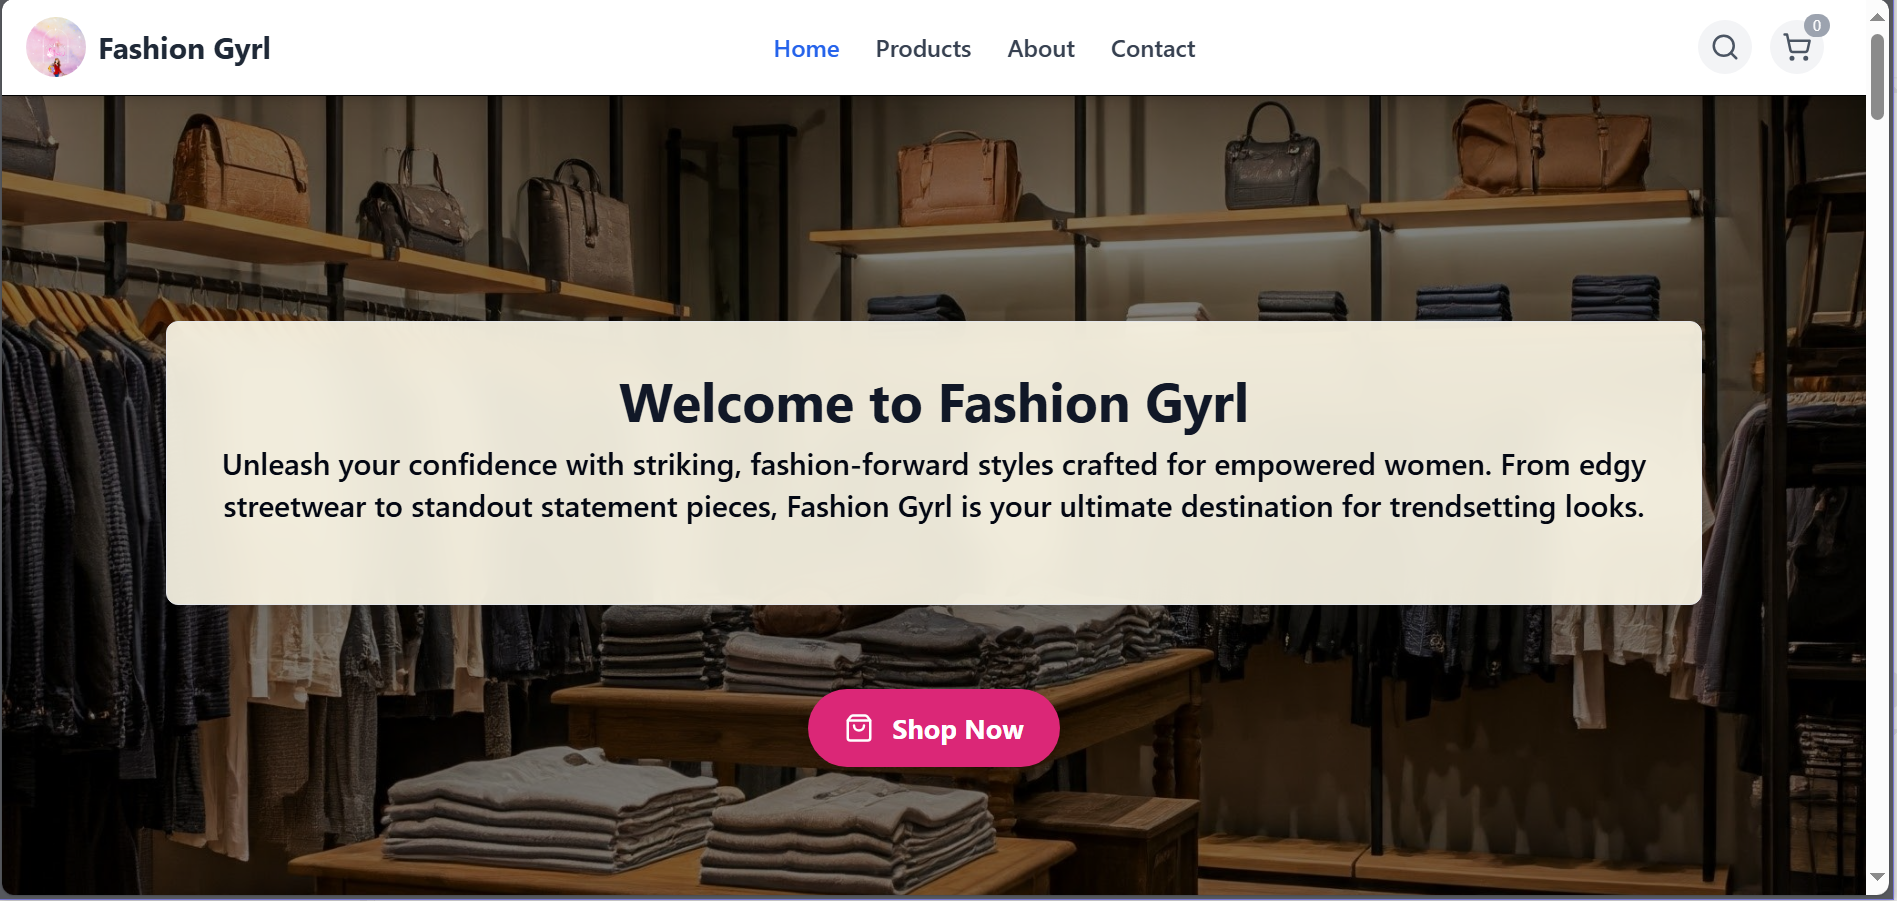 Fashion Gyrl
Home Products About Contact
0
Welcome to Fashion Gyrl
Unleash your confidence with striking, fashion-forward styles crafted for empowered women. From edgy
streetwear to standout statement pieces, Fashion Gyrl is your ultimate destination for trendsetting looks.
Shop Now